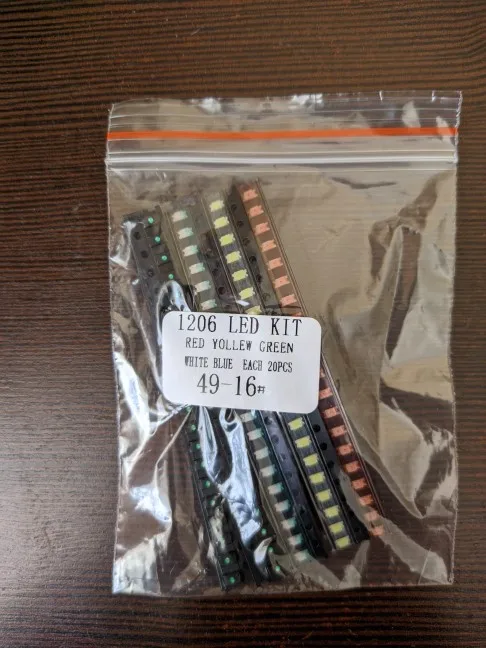 1206 LED KIT
RED YOLLEW GREEN
WHITE BLUE EACH 20PCS
49-16#